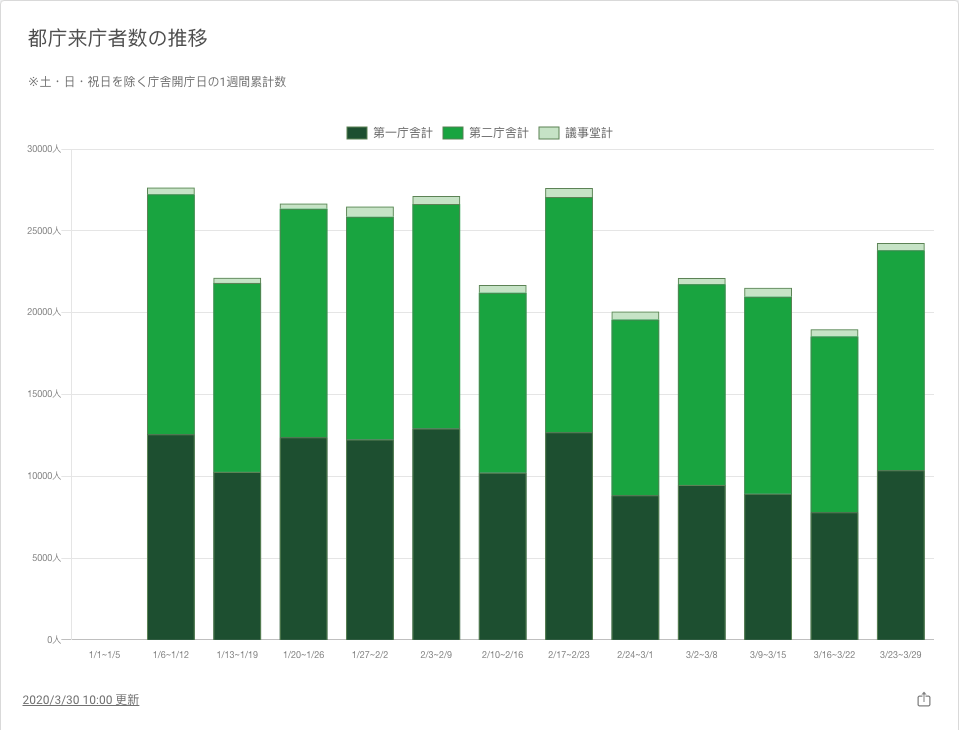 都庁来庁者数の推移
※土・日・祝日を除く庁舎開庁日の1週間累計数
第一庁舎計 第二庁舎計 議事堂計
30000人
25000人
20000人
15000人
10000人
5000人
0人
1/1~1/5 1/6~1/12 1/13~1/19 1/20~1/26 1/27~2/2 2/3~2/9 2/10~2/16 2/17~2/23 2/24~3/1 3/2~3/8 3/9~3/15 3/16~3/22 3/23~3/29
2020/3/30 10:00 更新